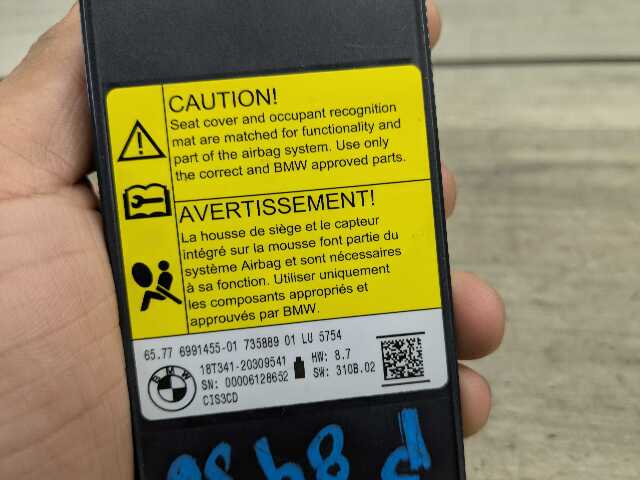 CAUTION!
Seat cover and occupant recognition
mat are matched for functionality and
part of the airbag system. Use only
the correct and BMW approved parts.
AVERTISSEMENT!
La housse de siège et le capteur
intégré sur la mousse font partie du
système Airbag et sont nécessaires
à sa fonction. Utiliser uniquement
les composants appropriés et
approuvés par BMW.
65.77 6991455-01 735889 01 LU 5754
18T341-20309541 HW: 8.7
SN: 00006128652 SW: 310B.02
CIS3CD
BMW